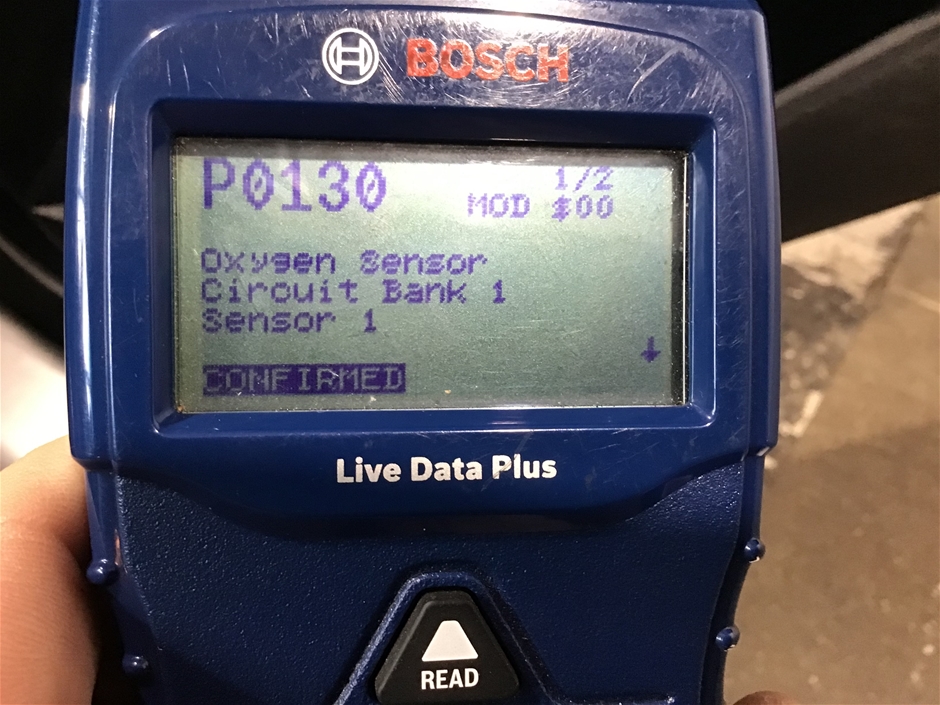 BOSCH
P0130 1/2
MOD $00
Oxygen Sensor
Circuit Bank 1
Sensor 1
↓
CONFIRMED
Live Data Plus
READ